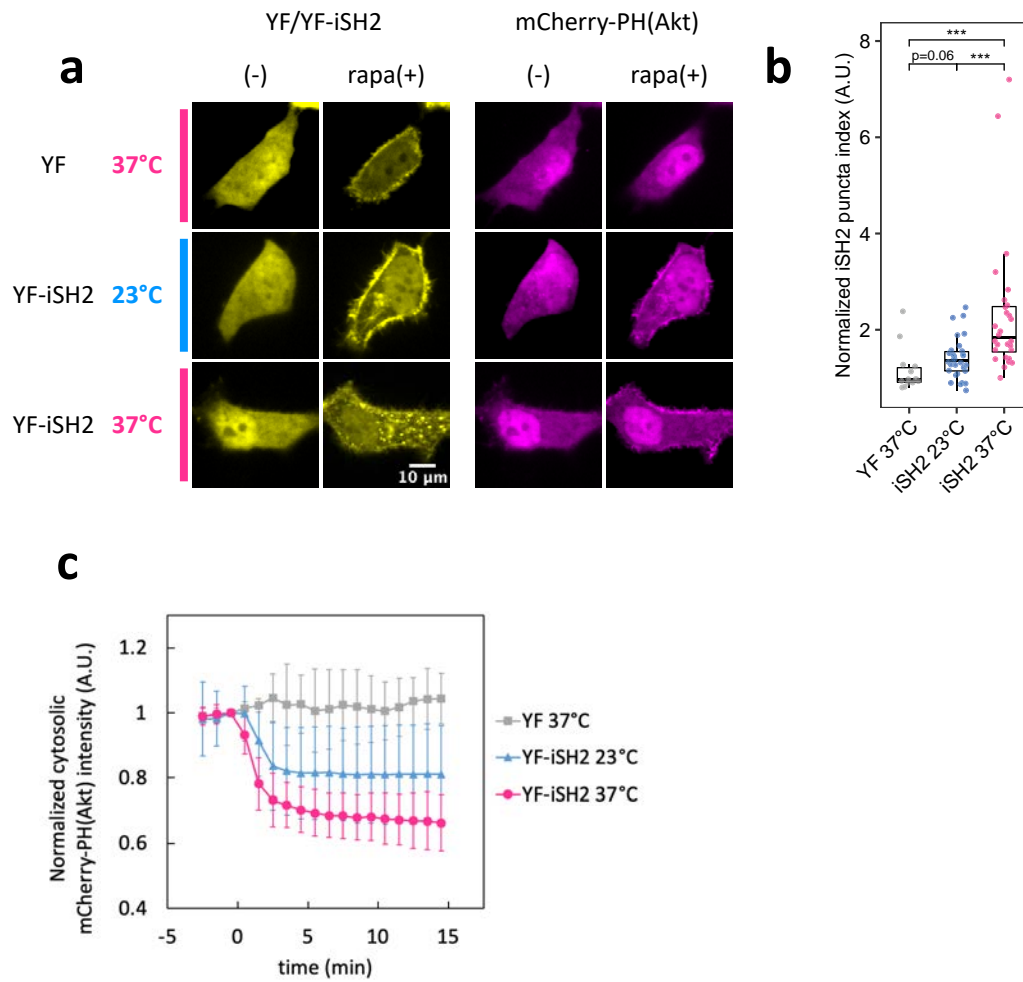 a
YF/YF-iSH2 mCherry-PH(Akt)
(-) rapa(+) (-) rapa(+)
YF 37°C
YF-iSH2 23°C
YF-iSH2 37°C
10 μm
b
Normalized iSH2 puncta index (A.U.)
8
6
4
2
***
p=0.06 ***
YF 37°C
iSH2 23°C
iSH2 37°C
c
Normalized cytosolic
mCherry-PH(Akt) intensity (A.U.)
1.2
1
0.8
0.6
0.4
-5 0 5 10 15
time (min)
YF 37°C
YF-iSH2 23°C
YF-iSH2 37°C